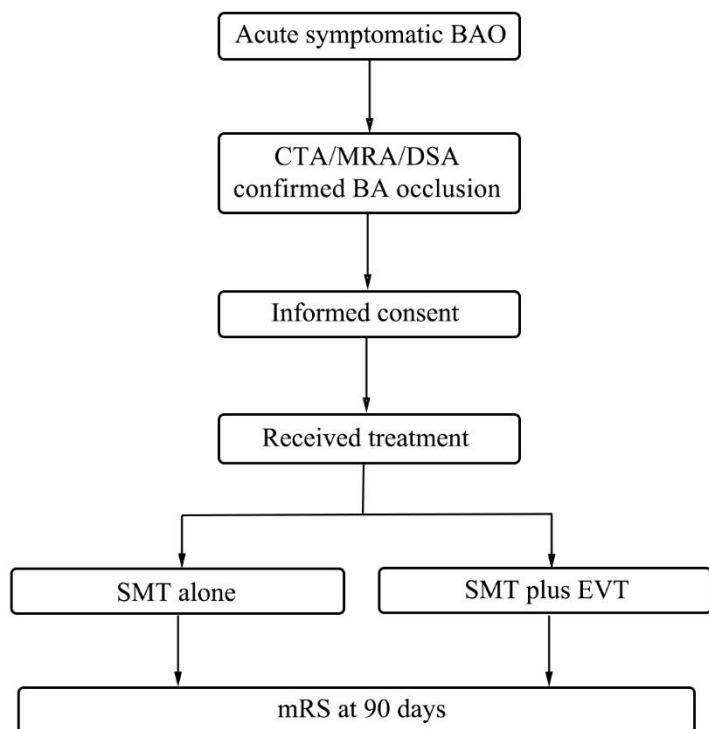 Acute symptomatic BAO
CTA/MRA/DSA
confirmed BA occlusion
Informed consent
Received treatment
SMT alone
SMT plus EVT
mRS at 90 days